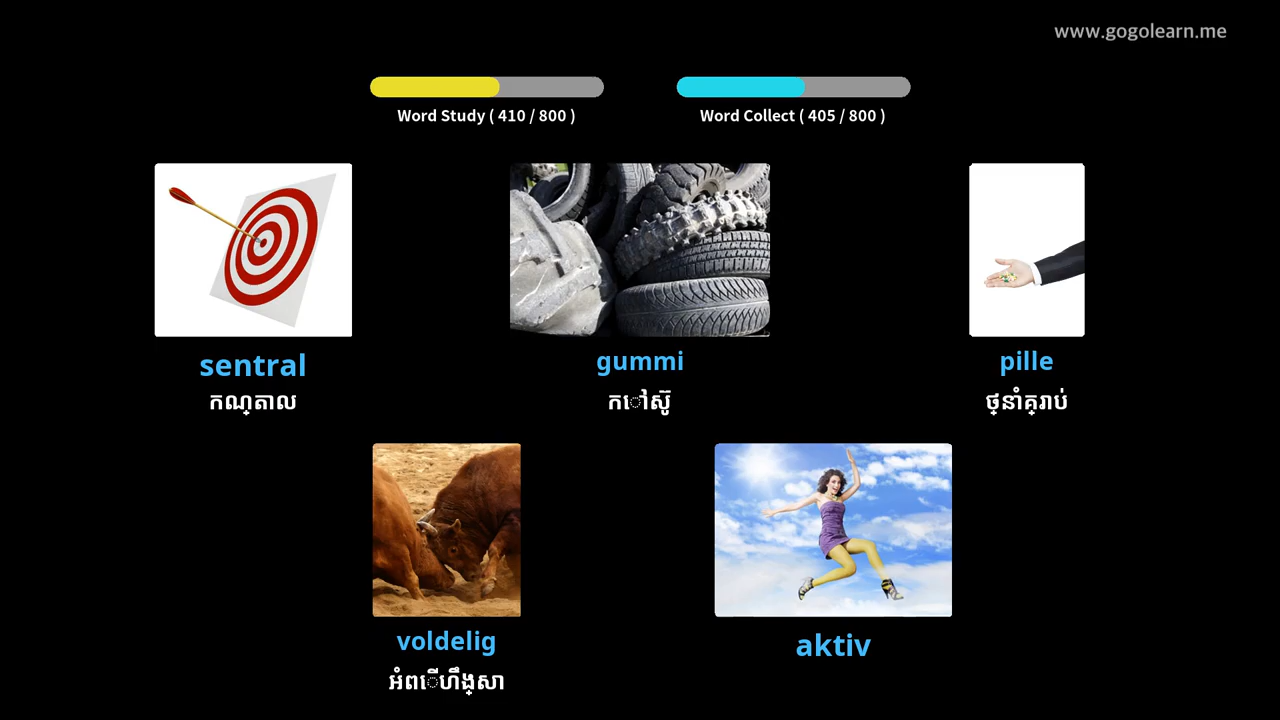 www.gogolearn.me
Word Study ( 410 / 800 )
Word Collect ( 405 / 800 )
sentral
កណ្តាល
gummi
កៅស៊ូ
pille
ថ្នាំគ្រាប់
voldelig
អំពើហឹង្សា
aktiv